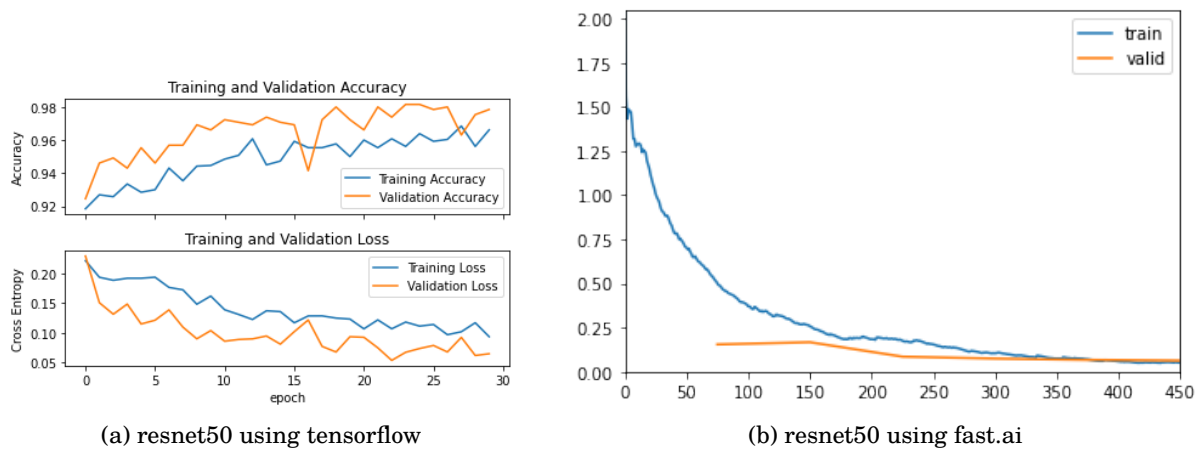 Training and Validation Accuracy
0.98
0.96
0.94
0.92
Accuracy
Training Accuracy
Validation Accuracy
Training and Validation Loss
0.20
0.15
0.10
0.05
Cross Entropy
Training Loss
Validation Loss
0 5 10 15 20 25 30
epoch
(a) resnet50 using tensorflow
2.00
1.75
1.50
1.25
1.00
0.75
0.50
0.25
0.00
train
valid
0 50 100 150 200 250 300 350 400 450
(b) resnet50 using fast.ai